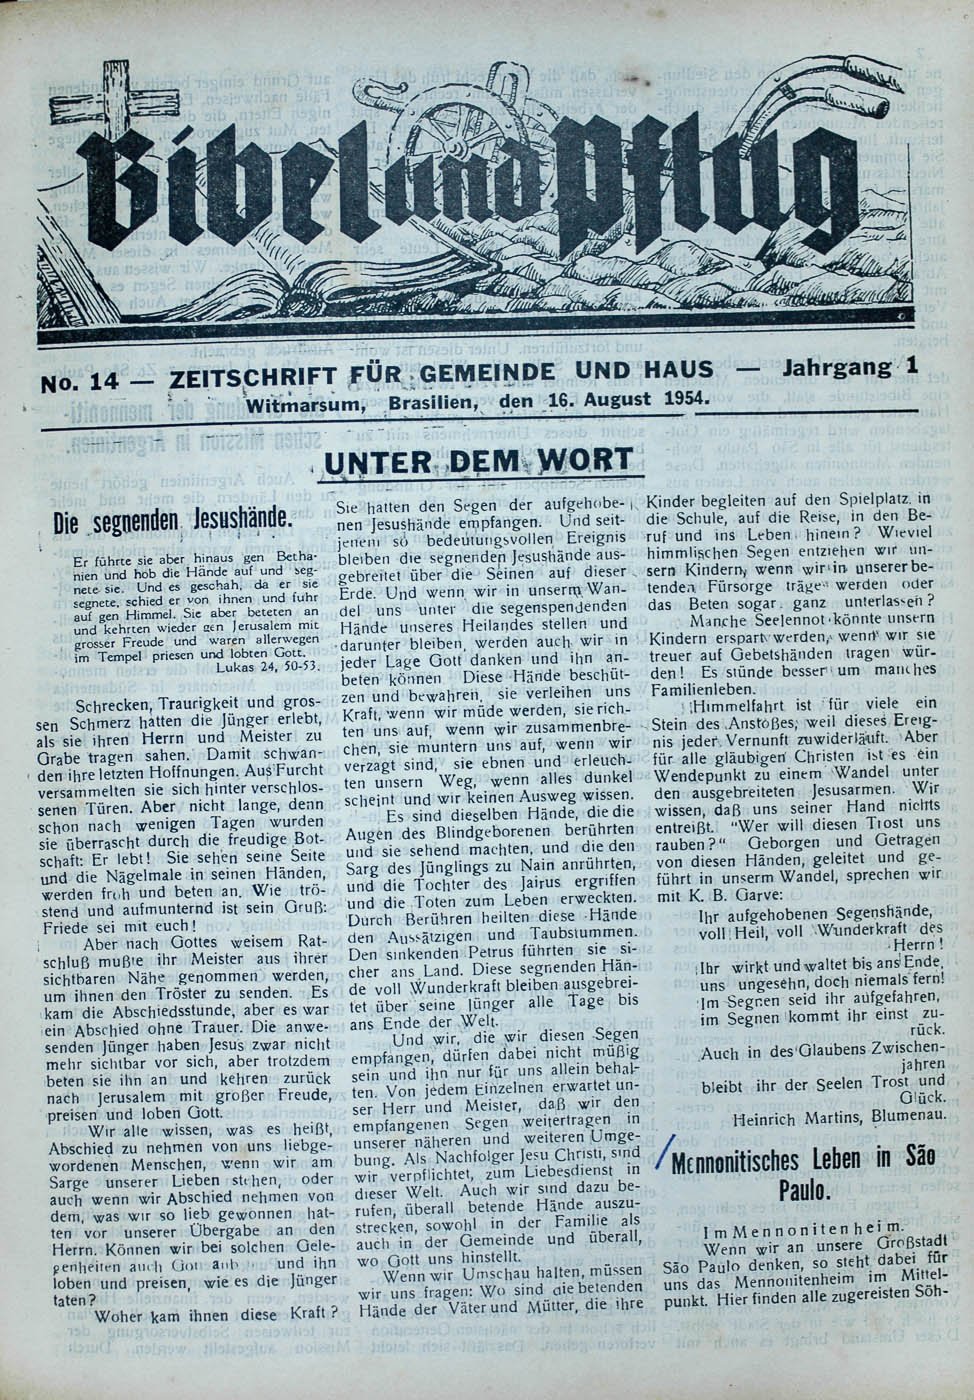 Bibel und Pflug
No. 14 — ZEITSCHRIFT FÜR GEMEINDE UND HAUS — Jahrgang 1
Witmarsum, Brasilien, den 16. August 1954.
UNTER DEM WORT
Die segnenden Jesushände.
Er führte sie aber hinaus gen Betha-
nien und hob die Hände auf und seg-
nete sie. Und es geschah, da er sie
segnete, schied er von ihnen und fuhr
auf gen Himmel. Sie aber beteten an
und kehrten wieder gen Jerusalem mit
grosser Freude und waren allerwegen
im Tempel priesen und lobten Gott.
Lukas 24, 50-53.
Schrecken, Traurigkeit und gros-
sen Schmerz hatten die Jünger erlebt,
als sie ihren Herrn und Meister zu
Grabe tragen sahen. Damit schwan-
den ihre letzten Hoffnungen. Aus Furcht
versammelten sie sich hinter verschlos-
senen Türen. Aber nicht lange, denn
schon nach wenigen Tagen wurden
sie überrascht durch die freudige Bot-
schaft: Er lebt! Sie sehen seine Seite
und die Nägelmale in seinen Händen,
werden froh und beten an. Wie trö-
stend und aufmunternd ist sein Gruß:
Friede sei mit euch!
Aber nach Gottes weisem Rat-
schluß mußte ihr Meister aus ihrer
sichtbaren Nähe genommen werden,
um ihnen den Tröster zu senden. Es
kam die Abschiedsstunde, aber es war
ein Abschied ohne Trauer. Die anwe-
senden Jünger haben Jesus zwar nicht
mehr sichtbar vor sich, aber trotzdem
beten sie ihn an und kehren zurück
nach Jerusalem mit großer Freude,
preisen und loben Gott.
Wir alle wissen, was es heißt,
Abschied zu nehmen von uns liebge-
wordenen Menschen, wenn wir am
Sarge unserer Lieben stehen, oder
auch wenn wir Abschied nehmen von
dem, was wir so lieb gewonnen hat-
ten vor unserer Übergabe an den
Herrn. Können wir bei solchen Gele-
genheiten auch Gott und ihn
loben und preisen, wie es die Jünger
taten?
Woher kam ihnen diese Kraft?
Sie hatten den Segen der aufgehobe-
nen Jesushände empfangen. Und seit
jenem so bedeutungsvollen Ereignis
bleiben die segnenden Jesushände aus-
gebreitet über die Seinen auf dieser
Erde. Und wenn wir in unserm Wan-
del uns unter die segenspendenden
Hände unseres Heilandes stellen und
darunter bleiben, werden auch wir in
jeder Lage Gott danken und ihn an-
beten können. Diese Hände beschüt-
zen und bewahren, sie verleihen uns
Kraft, wenn wir müde werden, sie rich-
ten uns auf, wenn wir zusammenbre-
chen, sie muntern uns auf, wenn wir
verzagt sind, sie ebnen und erleuch-
ten unsern Weg, wenn alles dunkel
scheint und wir keinen Ausweg wissen.
Es sind dieselben Hände, die die
Augen des Blindgeborenen berührten
und sie sehend machten, und die den
Sarg des Jünglings zu Nain anrührten,
und die Tochter des Jairus ergriffen
und die Toten zum Leben erweckten.
Durch Berühren heilten diese Hände
den Aussätzigen und Taubstummen.
Den sinkenden Petrus führten sie si-
cher ans Land. Diese segnenden Hän-
de voll Wunderkraft bleiben ausgebrei-
tet über seine Jünger alle Tage bis
ans Ende der Welt.
Und wir, die wir diesen Segen
empfangen, dürfen dabei nicht müßig
sein und ihn nur für uns allein behal-
ten. Von jedem Einzelnen erwartet un-
ser Herr und Meister, daß wir den
empfangenen Segen weitertragen in
unserer näheren und weiteren Umge-
bung. Als Nachfolger Jesu Christi, sind
wir verpflichtet, zum Liebesdienst in
dieser Welt. Auch wir sind dazu be-
rufen, überall betende Hände auszu-
strecken, sowohl in der Familie als
auch in der Gemeinde und überall,
wo Gott uns hinstellt.
Wenn wir Umschau halten, müssen
wir uns fragen: Wo sind die betenden
Hände der Väter und Mütter, die ihre
Kinder begleiten auf den Spielplatz, in
die Schule, auf die Reise, in den Be-
ruf und ins Leben hinein? Wieviel
himmlischen Segen entziehen wir un-
sern Kindern, wenn wir in unserer be-
tenden Fürsorge träge werden oder
das Beten sogar ganz unterlassen?
Manche Seelennot könnte unsern
Kindern erspart werden, wenn wir sie
treuer auf Gebetshänden tragen wür-
den! Es stünde besser um manches
Familienleben.
Himmelfahrt ist für viele ein
Stein des Anstoßes, weil dieses Ereig-
nis jeder Vernunft zuwiderläuft. Aber
für alle gläubigen Christen ist es ein
Wendepunkt zu einem Wandel unter
den ausgebreiteten Jesusarmen. Wir
wissen, daß uns seiner Hand nichts
entreißt. "Wer will diesen Trost uns
rauben?" Geborgen und Getragen
von diesen Händen, geleitet und ge-
führt in unserm Wandel, sprechen wir
mit K. B. Garve:
Ihr aufgehobenen Segenshände,
voll Heil, voll Wunderkraft des
Herrn!
Ihr wirkt und waltet bis ans Ende,
uns ungesehn, doch niemals fern!
Im Segnen seid ihr aufgefahren,
im Segnen kommt ihr einst zu-
rück.
Auch in des Glaubens Zwischen-
jahren
bleibt ihr der Seelen Trost und
Glück.
Heinrich Martins, Blumenau.
Mennonitisches Leben in São
Paulo.
Im Mennonitenheim.
Wenn wir an unsere Großstadt
São Paulo denken, so steht dabei für
uns das Mennonitenheim im Mittel-
punkt. Hier finden alle zugereisten Söh-